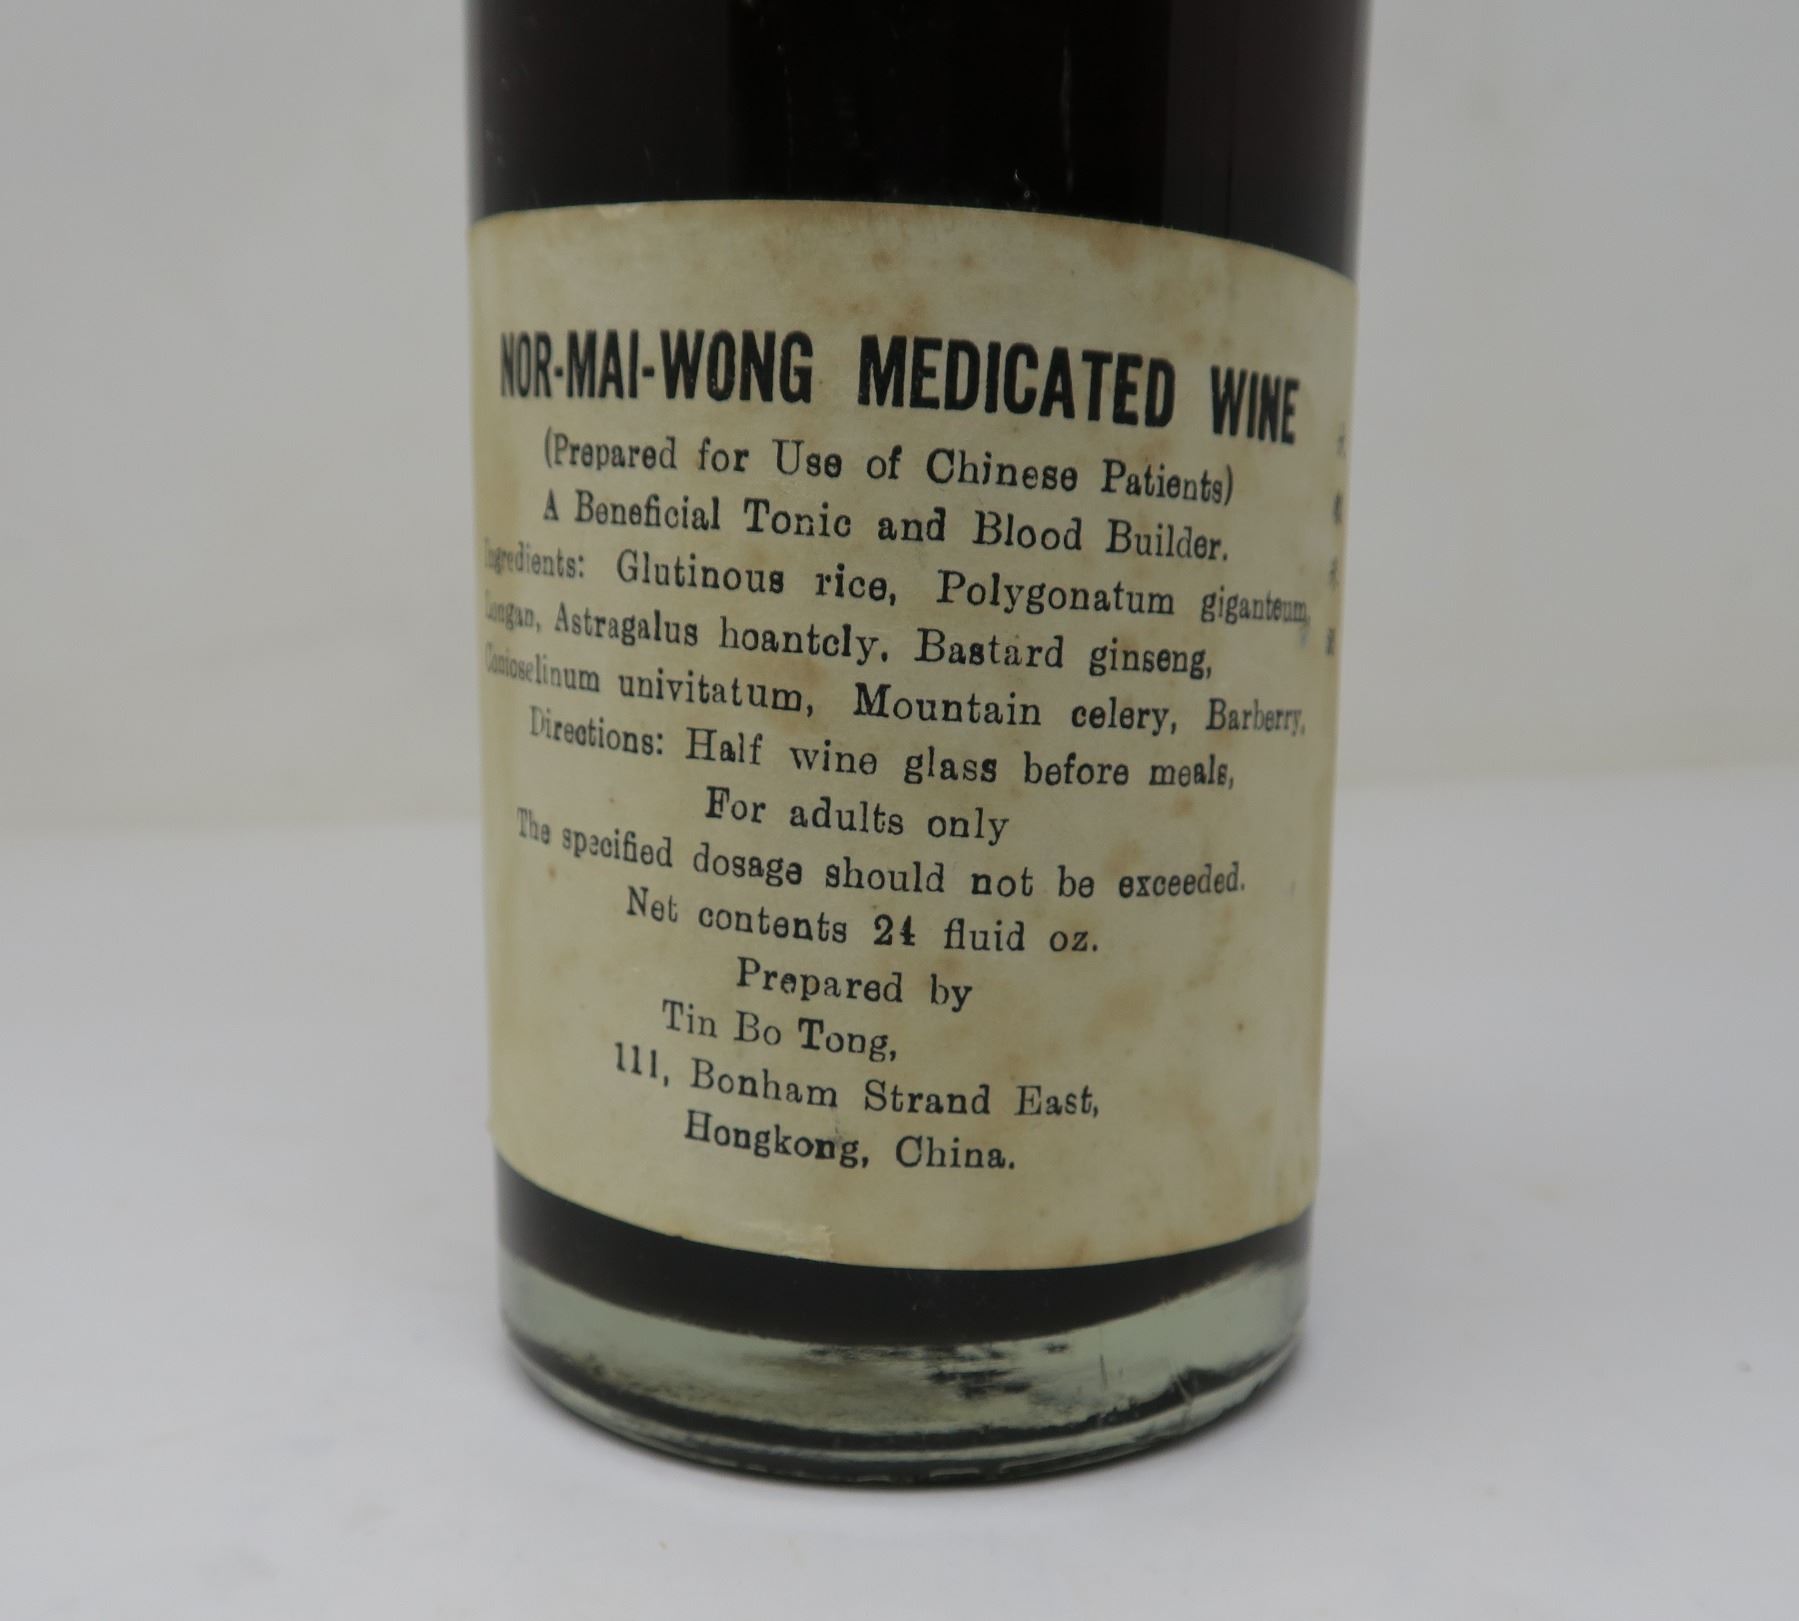 NOR-MAI-WONG MEDICATED WINE
(Prepared for Use of Chinese Patients)
A Beneficial Tonic and Blood Builder.
Ingredients: Glutinous rice, Polygonatum giganteum,
Longan, Astragalus hoantcly. Bastard ginseng,
Conioselinum univitatum, Mountain celery, Barberry,
Directions: Half wine glass before meals,
For adults only
The specified dosage should not be exceeded.
Net contents 24 fluid oz.
Prepared by
Tin Bo Tong,
111, Bonham Strand East,
Hongkong, China.